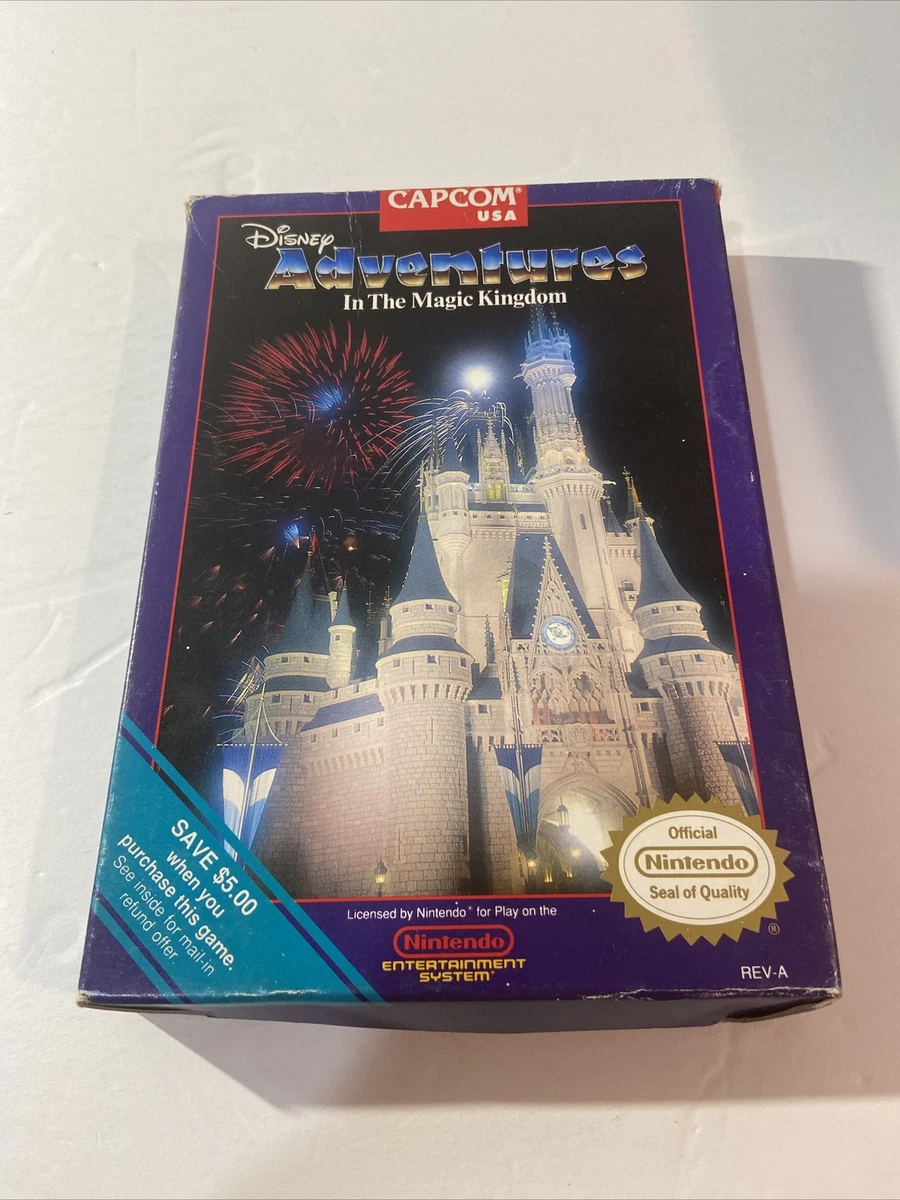 CAPCOM®
USA
Disney
Adventures
In The Magic Kingdom
SAVE $5.00
when you
purchase this game.
See inside for mail-in
refund offer.
Licensed by Nintendo® for Play on the
Nintendo
ENTERTAINMENT
SYSTEM®
Official
Nintendo
Seal of Quality
®
REV-A